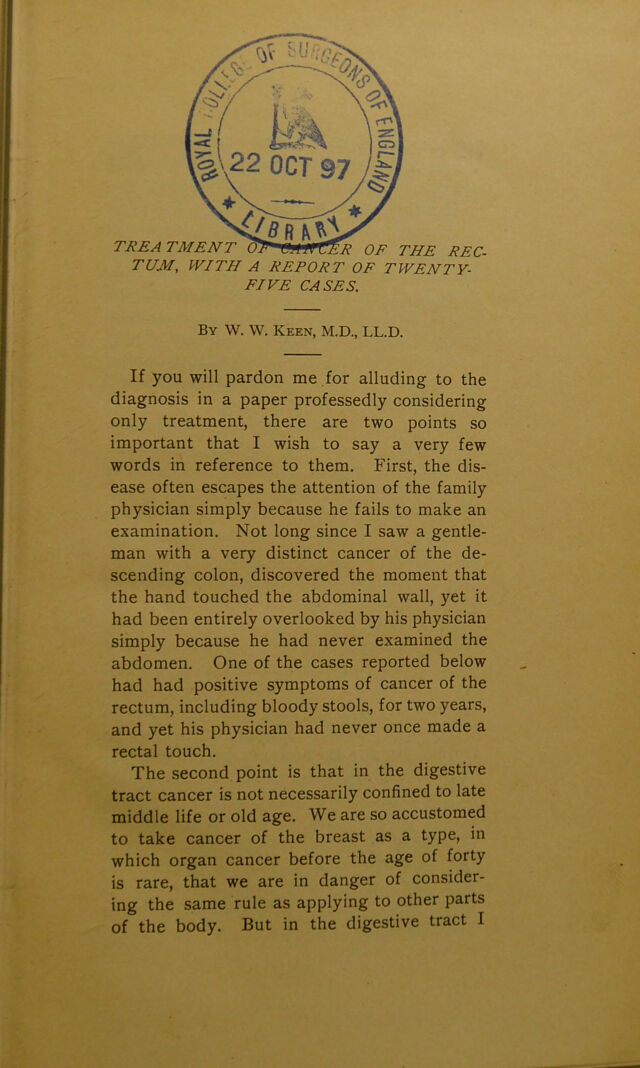 ROYAL COLLEGE OF SURGEONS OF ENGLAND
22 OCT 97
* LIBRARY *
TREATMENT OF CANCER OF THE REC-
TUM, WITH A REPORT OF TWENTY-
FIVE CASES.
BY W. W. KEEN, M.D., LL.D.
If you will pardon me for alluding to the
diagnosis in a paper professedly considering
only treatment, there are two points so
important that I wish to say a very few
words in reference to them. First, the dis-
ease often escapes the attention of the family
physician simply because he fails to make an
examination. Not long since I saw a gentle-
man with a very distinct cancer of the de-
scending colon, discovered the moment that
the hand touched the abdominal wall, yet it
had been entirely overlooked by his physician
simply because he had never examined the
abdomen. One of the cases reported below
had had positive symptoms of cancer of the
rectum, including bloody stools, for two years,
and yet his physician had never once made a
rectal touch.
The second point is that in the digestive
tract cancer is not necessarily confined to late
middle life or old age. We are so accustomed
to take cancer of the breast as a type, in
which organ cancer before the age of forty
is rare, that we are in danger of consider-
ing the same rule as applying to other parts
of the body. But in the digestive tract I